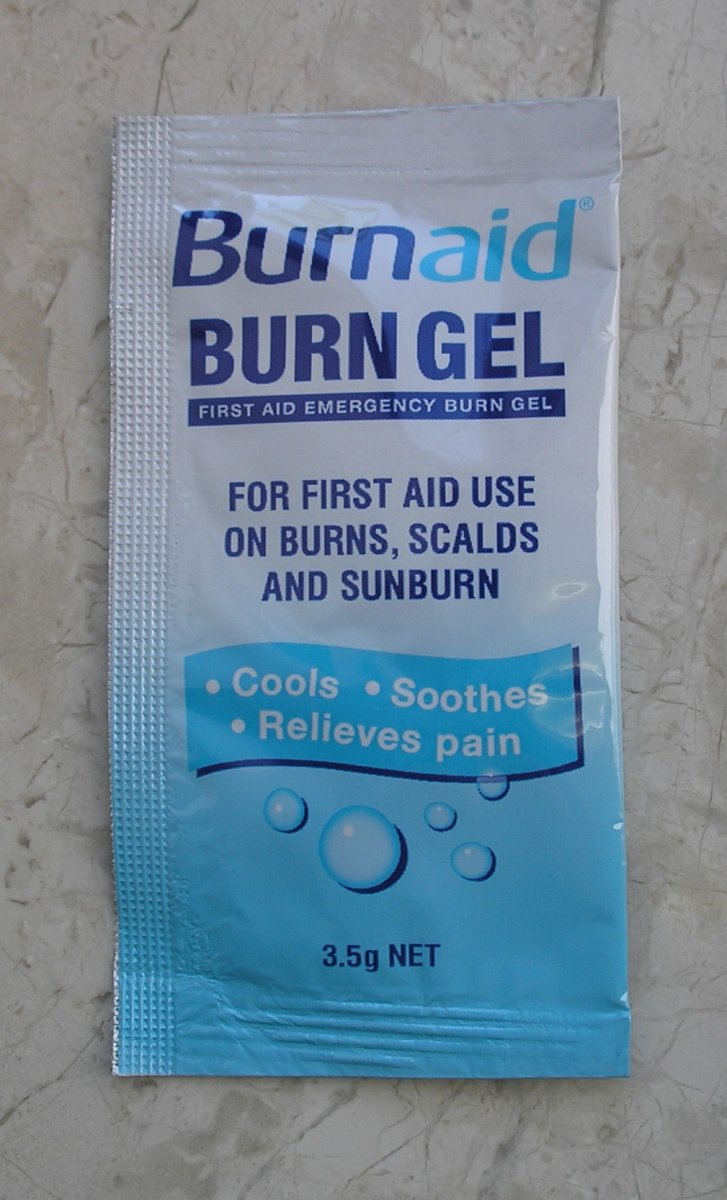 Burnaid®
BURN GEL
FIRST AID EMERGENCY BURN GEL
FOR FIRST AID USE
ON BURNS, SCALDS
AND SUNBURN
• Cools • Soothes
• Relieves pain
3.5g NET